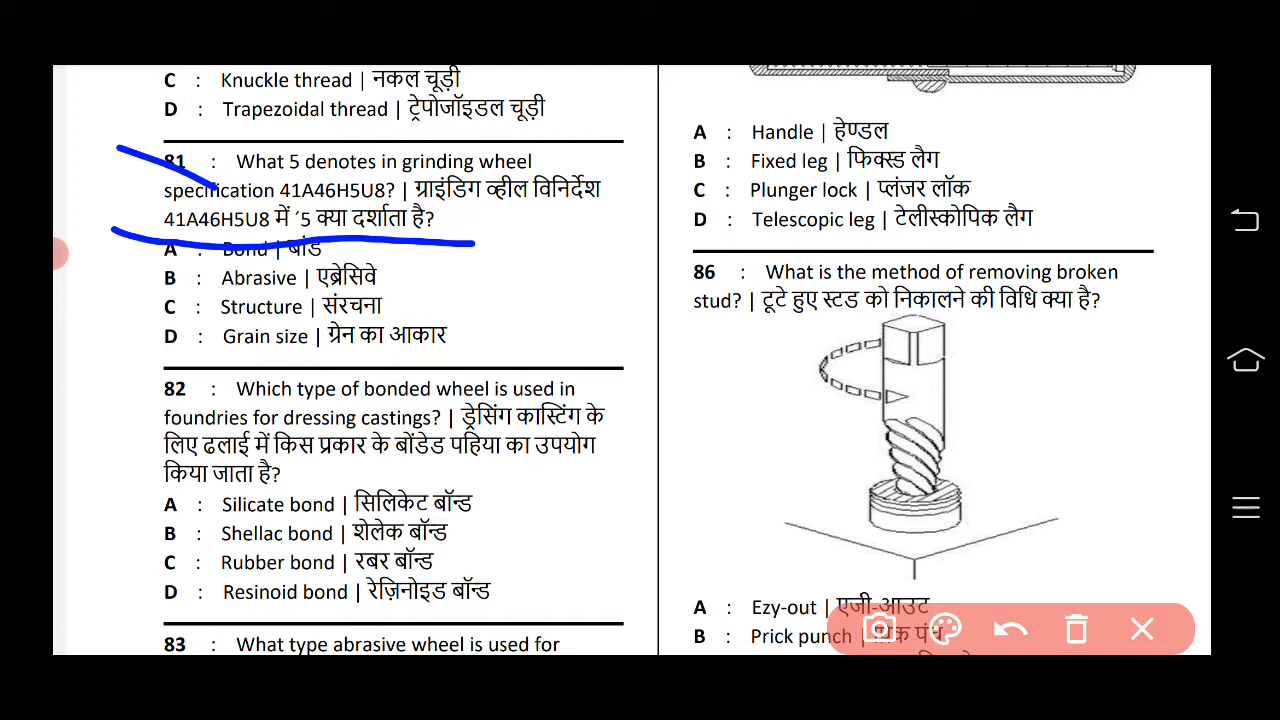 C : Knuckle thread | नकल चूड़ी
D : Trapezoidal thread | ट्रेपोजॉइडल चूड़ी
81 : What 5 denotes in grinding wheel
specification 41A46H5U8? | ग्राइंडिग व्हील विनिर्देश
41A46H5U8 में ´5 क्या दर्शाता है?
A : Bond | बांड
B : Abrasive | एब्रेसिवे
C : Structure | संरचना
D : Grain size | ग्रेन का आकार
82 : Which type of bonded wheel is used in
foundries for dressing castings? | ड्रेसिंग कास्टिंग के
लिए ढलाई में किस प्रकार के बोंडेड पहिया का उपयोग
किया जाता है?
A : Silicate bond | सिलिकेट बॉन्ड
B : Shellac bond | शेलेक बॉन्ड
C : Rubber bond | रबर बॉन्ड
D : Resinoid bond | रेज़िनोइड बॉन्ड
83 : What type abrasive wheel is used for
A : Handle | हेण्डल
B : Fixed leg | फिक्स्ड लैग
C : Plunger lock | प्लंजर लॉक
D : Telescopic leg | टेलीस्कोपिक लैग
86 : What is the method of removing broken
stud? | टूटे हुए स्टड को निकालने की विधि क्या है?
A : Ezy-out | एजी-आउट
B : Prick punch | प्रिक पंच